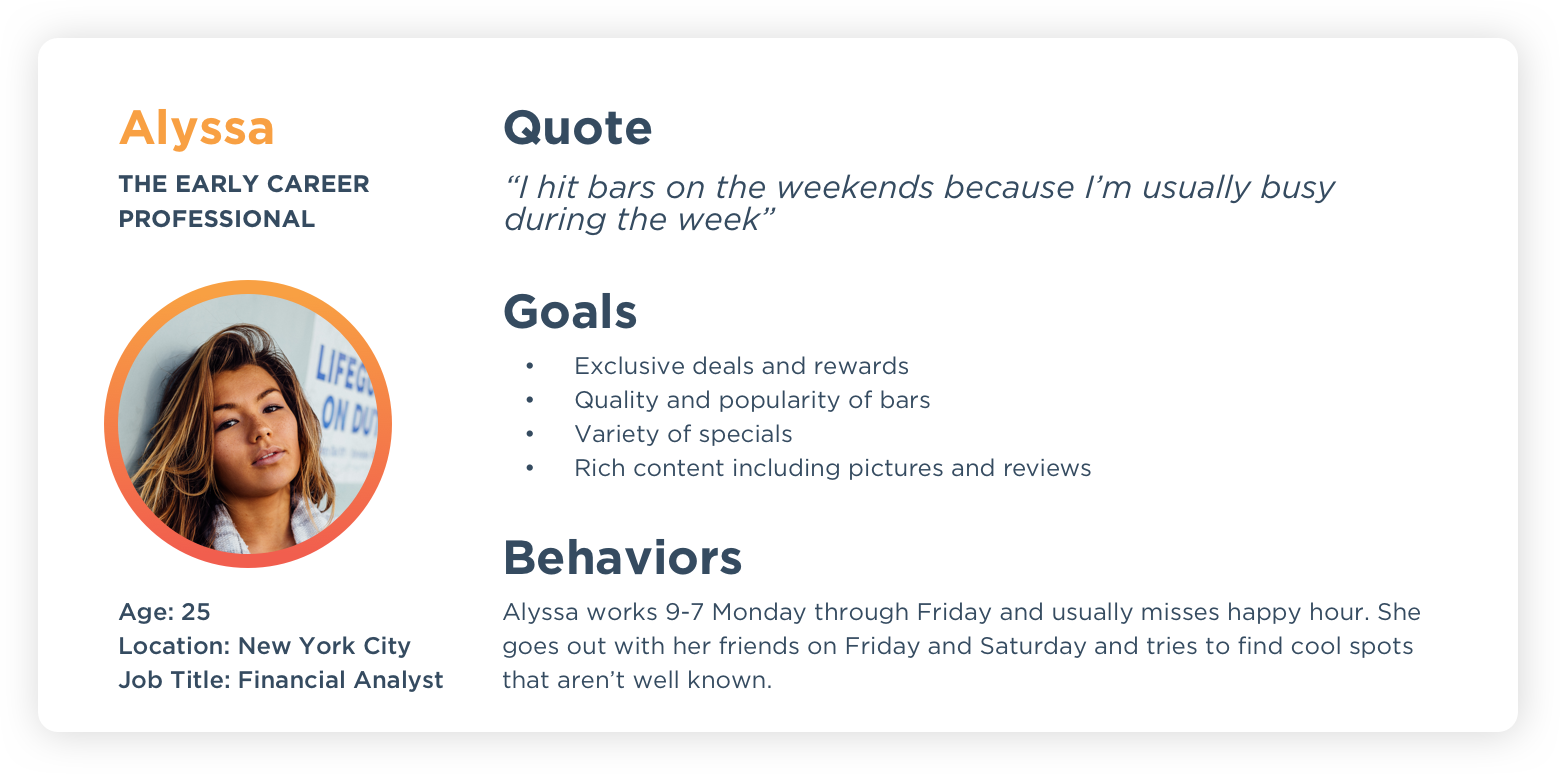 Alyssa
THE EARLY CAREER
PROFESSIONAL
LIFEGU
ON DUT
Age: 25
Location: New York City
Job Title: Financial Analyst
Quote
“I hit bars on the weekends because I’m usually busy
during the week”
Goals
• Exclusive deals and rewards
• Quality and popularity of bars
• Variety of specials
• Rich content including pictures and reviews
Behaviors
Alyssa works 9-7 Monday through Friday and usually misses happy hour. She
goes out with her friends on Friday and Saturday and tries to find cool spots
that aren’t well known.